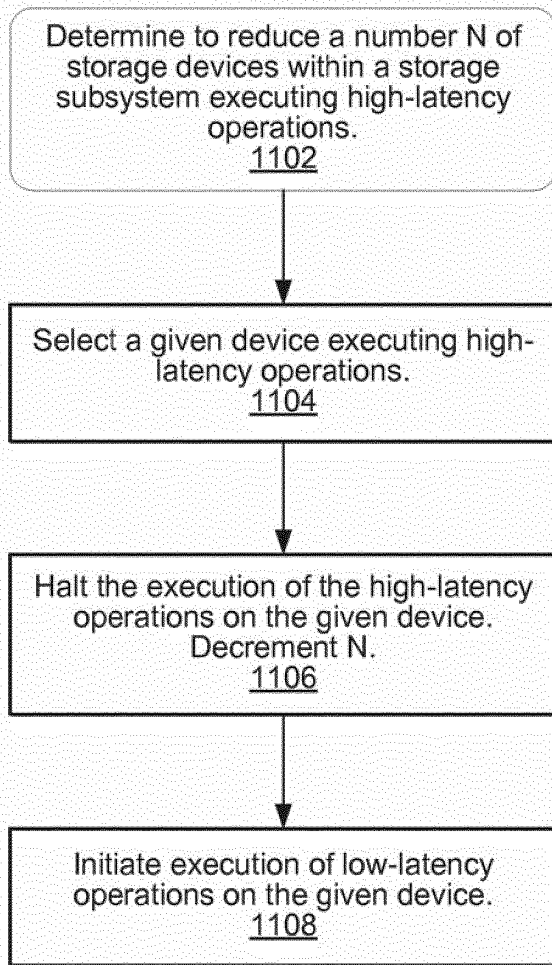 Determine to reduce a number N of
storage devices within a storage
subsystem executing high-latency
operations.
1102
Select a given device executing high-
latency operations.
1104
Halt the execution of the high-latency
operations on the given device.
Decrement N.
1106
Initiate execution of low-latency
operations on the given device.
1108